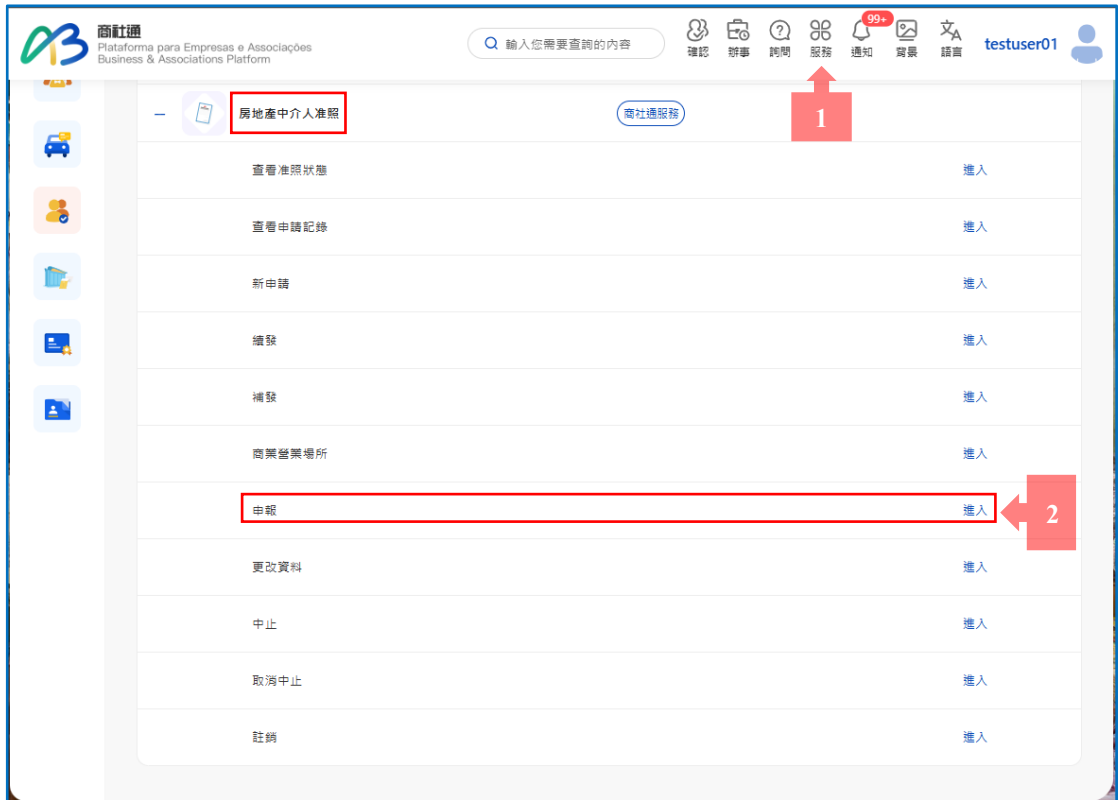 商社通
Plataforma para Empresas e Associações
Business & Associations Platform
輸入您需要查詢的內容
確認
辦事
詢問
服務
99+
通知
背景
語言
testuser01
1
房地產中介人准照
商社通服務
查看准照狀態 進入
查看申請記錄 進入
新申請 進入
續發 進入
補發 進入
商業營業場所 進入
申報 進入
2
更改資料 進入
中止 進入
取消中止 進入
註銷 進入